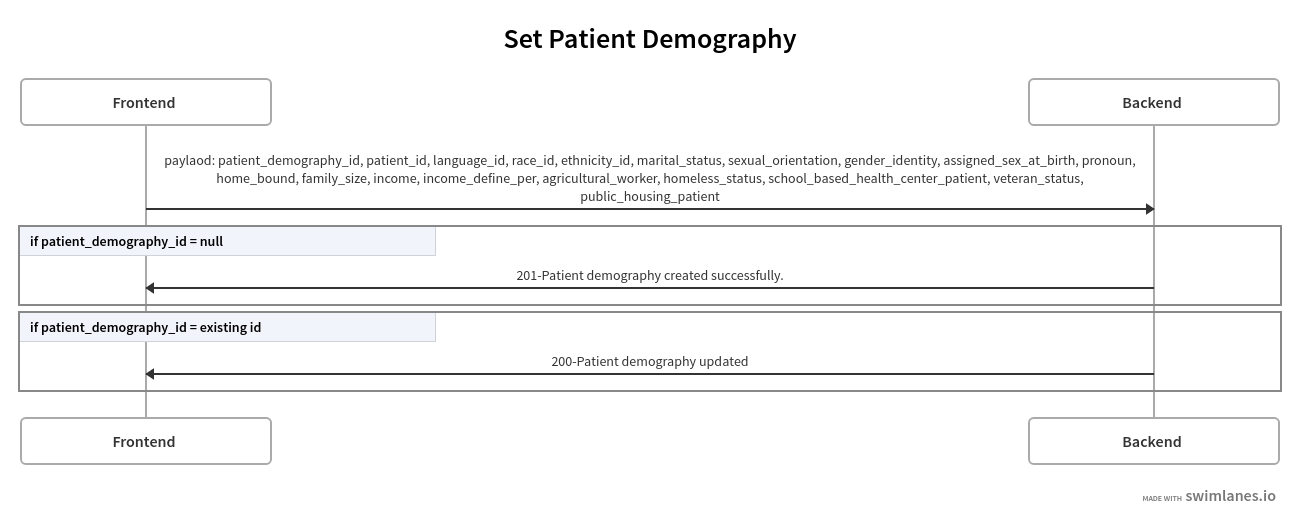 Set Patient Demography
Frontend
Backend
paylaod: patient_demography_id, patient_id, language_id, race_id, ethnicity_id, marital_status, sexual_orientation, gender_identity, assigned_sex_at_birth, pronoun,
home_bound, family_size, income, income_define_per, agricultural_worker, homeless_status, school_based_health_center_patient, veteran_status,
public_housing_patient
if patient_demography_id = null
201-Patient demography created successfully.
if patient_demography_id = existing id
200-Patient demography updated
Frontend
Backend
MADE WITH swimlanes.io